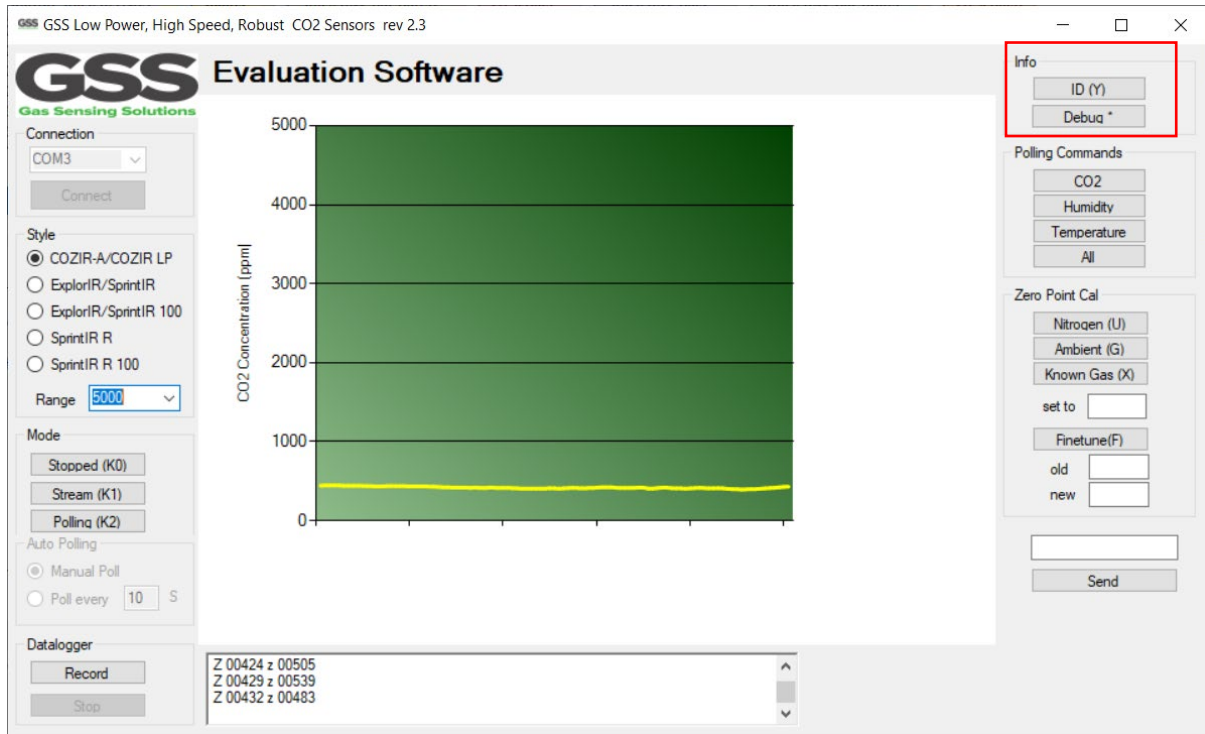 GSS GSS Low Power, High Speed, Robust CO2 Sensors rev 2.3
GSS
Gas Sensing Solutions
Evaluation Software
Connection
COM3
Connect
Style
COZIR-A/COZIR LP
ExplorIR/SprintIR
ExplorIR/SprintIR 100
SprintIR R
SprintIR R 100
Range 5000
Mode
Stopped (K0)
Stream (K1)
Polling (K2)
Auto Polling
Manual Poll
Poll every 10 S
Datalogger
Record
Stop
CO2 Concentration (ppm)
5000
4000
3000
2000
1000
0
Z 00424 z 00505
Z 00429 z 00539
Z 00432 z 00483
Info
ID (Y)
Debug *
Polling Commands
CO2
Humidity
Temperature
All
Zero Point Cal
Nitrogen (U)
Ambient (G)
Known Gas (X)
set to
Finetune(F)
old
new
Send